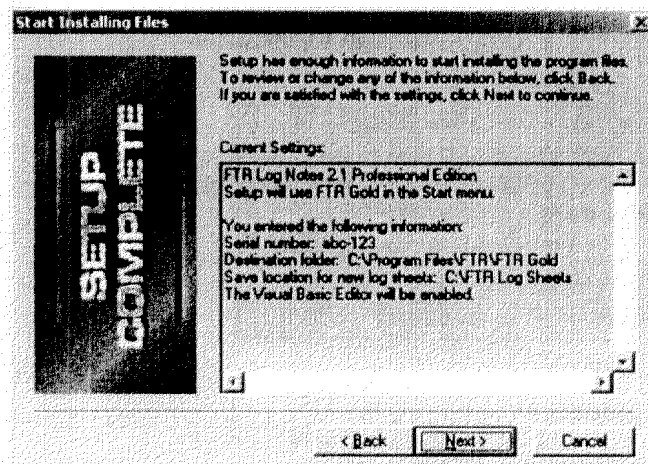 Start Installing Files
SETUP
COMPLETE
Setup has enough information to start installing the program files.
To review or change any of the information below, click Back.
If you are satisfied with the settings, click Next to continue.
Current Settings:
FTR Log Notes 2.1 Professional Edition
Setup will use FTR Gold in the Start menu.
You entered the following information:
Serial number: abc-123
Destination folder: C:\Program Files\FTR\FTR Gold
Save location for new log sheets: C:\FTR Log Sheets
The Visual Basic Editor will be enabled.
< Back
Next >
Cancel